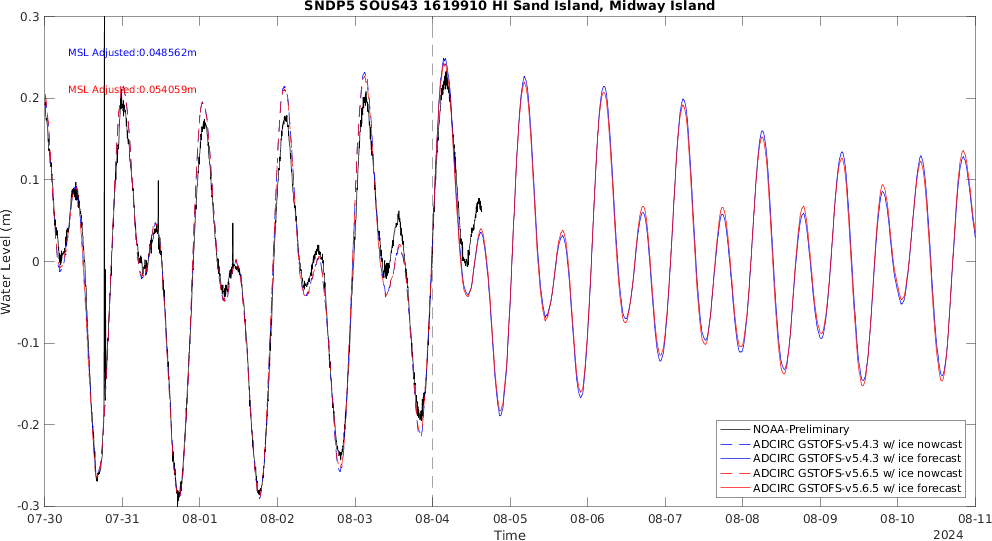 SNDP5 SOUS43 1619910 HI Sand Island, Midway Island
MSL Adjusted:0.048562m
MSL Adjusted:0.054059m
Water Level (m)
0.3
0.2
0.1
0
-0.1
-0.2
-0.3
NOAA-Preliminary
ADCIRC GSTOFS-v5.4.3 w/ ice nowcast
ADCIRC GSTOFS-v5.4.3 w/ ice forecast
ADCIRC GSTOFS-v5.6.5 w/ ice nowcast
ADCIRC GSTOFS-v5.6.5 w/ ice forecast
07-30 07-31 08-01 08-02 08-03 08-04 08-05 08-06 08-07 08-08 08-09 08-10 08-11
Time
2024